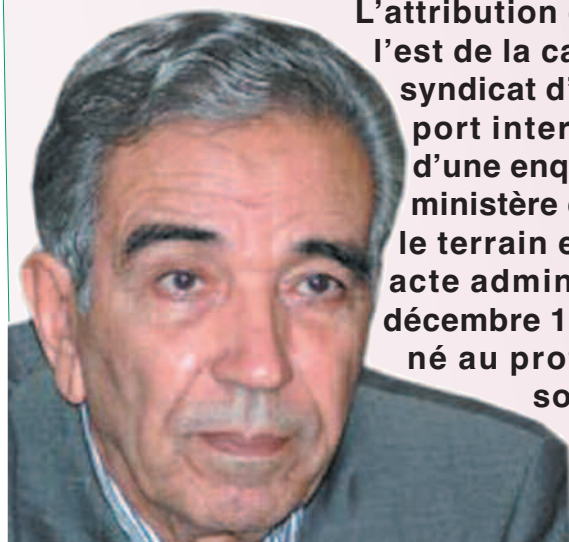 L’attribution
l’est de la ca
syndicat d’
port inter
d’une enq
ministère
le terrain e
acte admin
décembre 1
né au pro
so